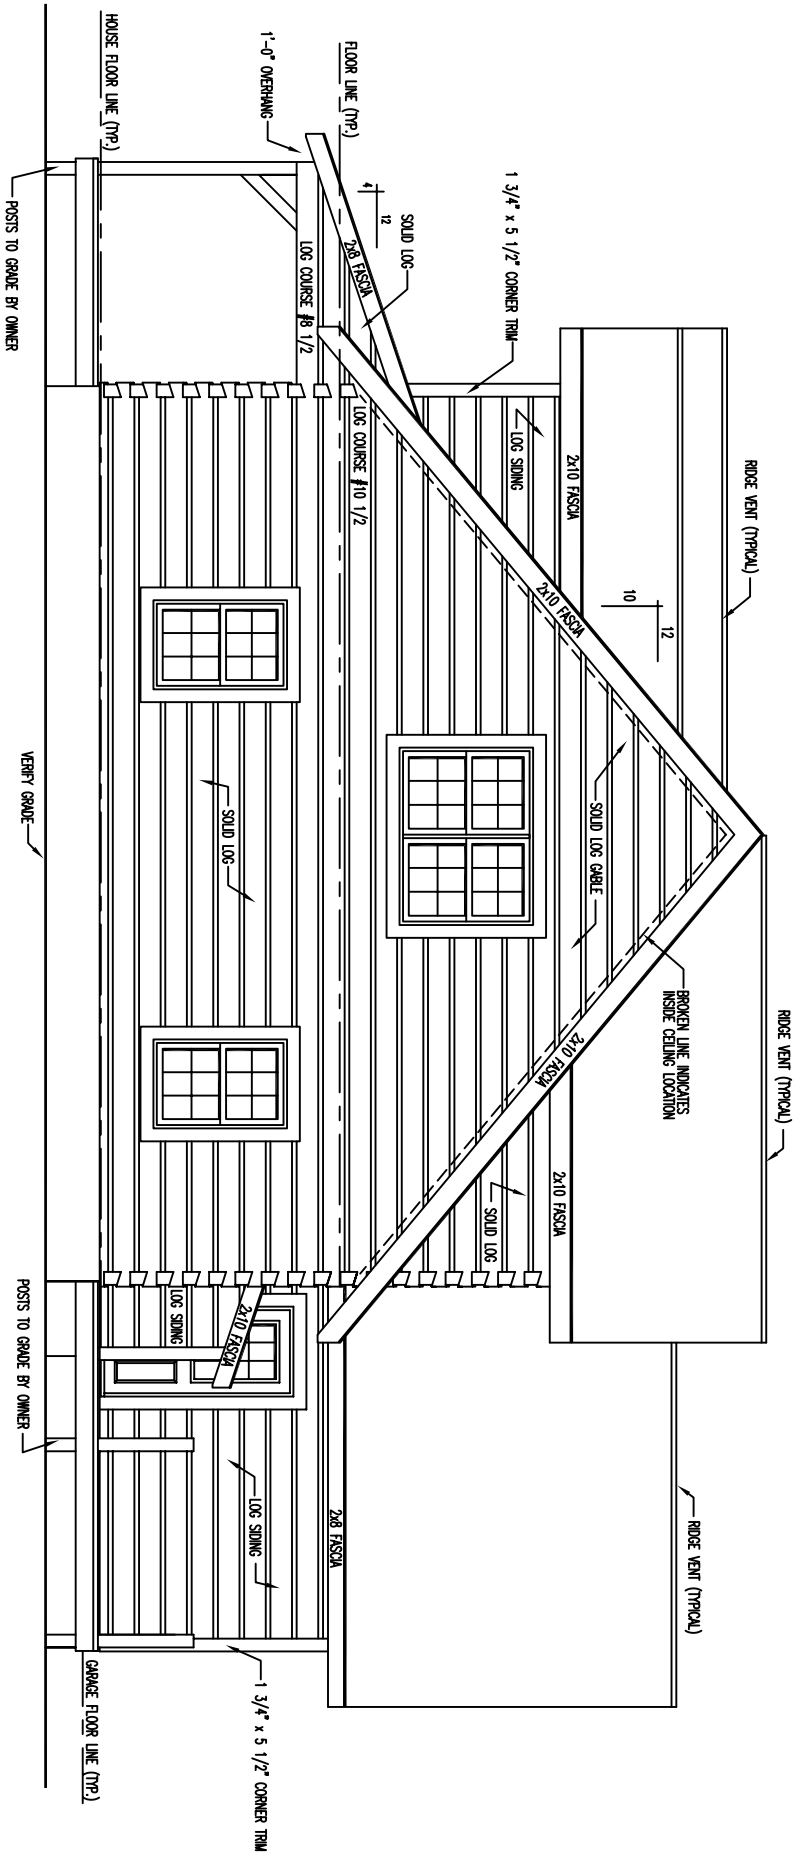 RIDGE VENT (TYPICAL)
RIDGE VENT (TYPICAL)
RIDGE VENT (TYPICAL)
1 3/4" x 5 1/2" CORNER TRIM
LOG SIDING
2x10 FASCIA
10
12
2x10 FASCIA
SOLID LOG GABLE
BROKEN LINE INDICATES
INSIDE CEILING LOCATION
2x10 FASCIA
2x10 FASCIA
SOLID LOG
SOLID LOG
4
12
2x8 FASCIA
FLOOR LINE (TYP.)
1'-0" OVERHANG
LOG COURSE #8 1/2
LOG COURSE #10 1/2
SOLID LOG
2x8 FASCIA
2x10 FASCIA
LOG SIDING
LOG SIDING
1 3/4" x 5 1/2" CORNER TRIM
HOUSE FLOOR LINE (TYP.)
GARAGE FLOOR LINE (TYP.)
POSTS TO GRADE BY OWNER
VERIFY GRADE
POSTS TO GRADE BY OWNER